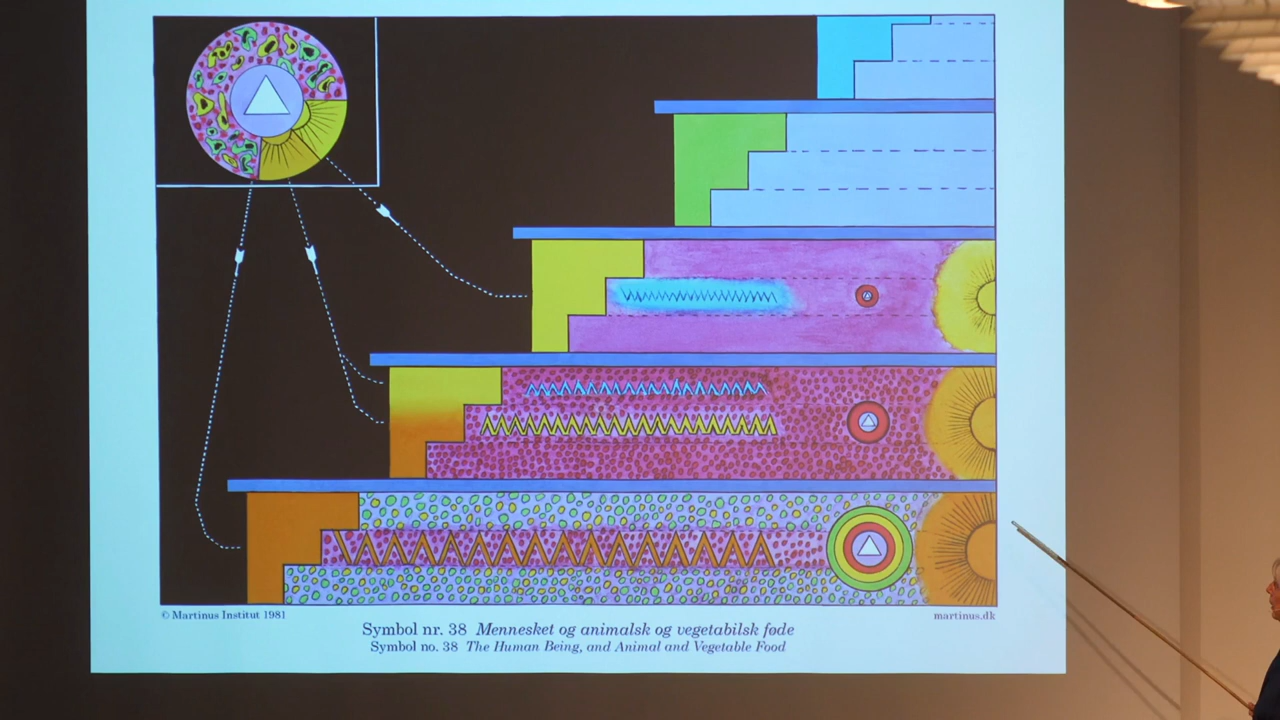 © Martinus Institut 1981
martinus.dk
Symbol nr. 38 Mennesket og animalsk og vegetabilsk føde
Symbol no. 38 The Human Being, and Animal and Vegetable Food